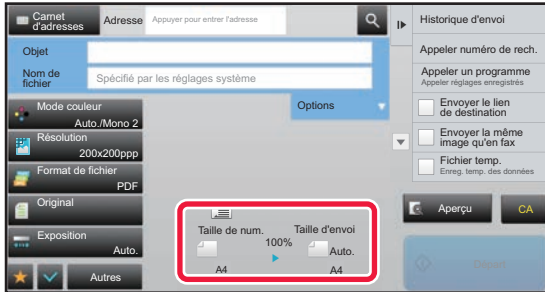 Carnet d'adresses
Adresse
Appuyer pour entrer l'adresse
Objet
Nom de fichier
Spécifié par les réglages système
Options
Mode couleur
Auto./Mono 2
Résolution
200x200ppp
Format de fichier
PDF
Original
Exposition
Auto.
Autres
Taille de num.
100%
Taille d'envoi
Auto.
A4
A4
Historique d'envoi
Appeler numéro de rech.
Appeler un programme
Appeler réglages enregistrés
Envoyer le lien
de destination
Envoyer la même
image qu'en fax
Fichier temp.
Enreg. temp. des données
Aperçu
CA
Départ